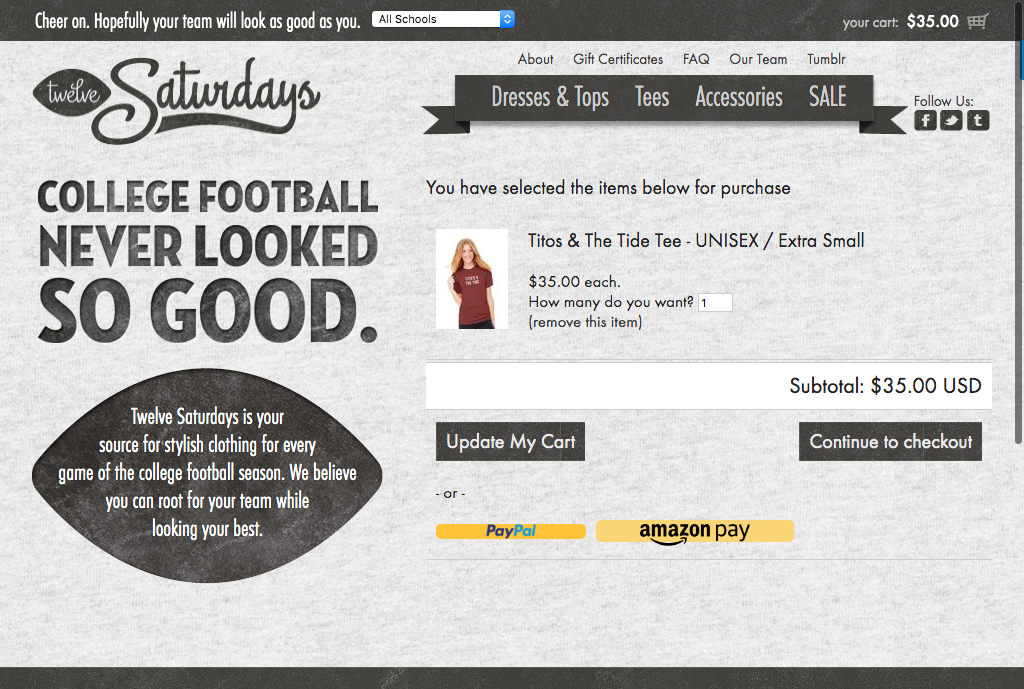 Cheer on. Hopefully your team will look as good as you.
All Schools
your cart: $35.00
About Gift Certificates FAQ Our Team Tumblr
twelve Saturdays
Dresses & Tops Tees Accessories SALE
Follow Us:
COLLEGE FOOTBALL
NEVER LOOKED
SO GOOD.
Twelve Saturdays is your
source for stylish clothing for every
game of the college football season. We believe
you can root for your team while
looking your best.
You have selected the items below for purchase
Titos & The Tide Tee - UNISEX / Extra Small
$35.00 each.
How many do you want? 1
(remove this item)
Subtotal: $35.00 USD
Update My Cart
Continue to checkout
- or -
PayPal
amazon pay